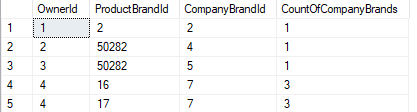 OwnerId ProductBrandId CompanyBrandId CountOfCompanyBrands
1 1 2 2 1
2 2 50282 4 1
3 3 50282 5 1
4 4 16 7 3
5 4 17 7 3